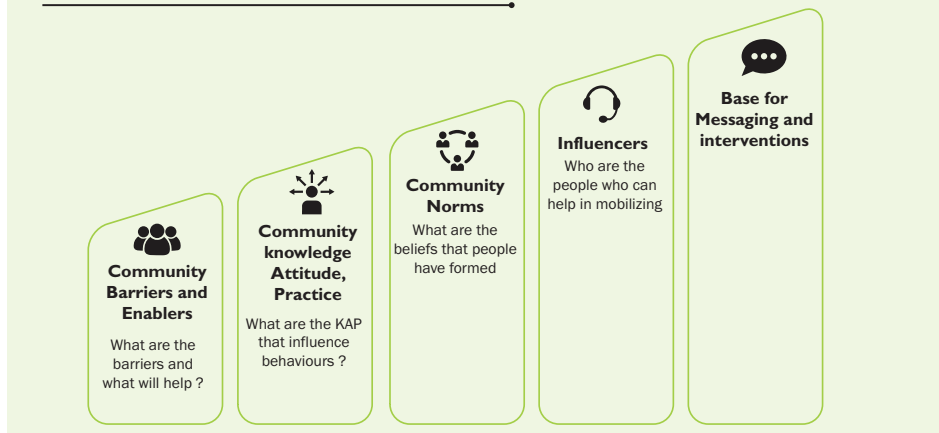 Community
Barriers and
Enablers
What are the
barriers and
what will help ?
Community
knowledge
Attitude,
Practice
What are the KAP
that influence
behaviours ?
Community
Norms
What are the
beliefs that people
have formed
Influencers
Who are the
people who can
help in mobilizing
Base for
Messaging and
interventions